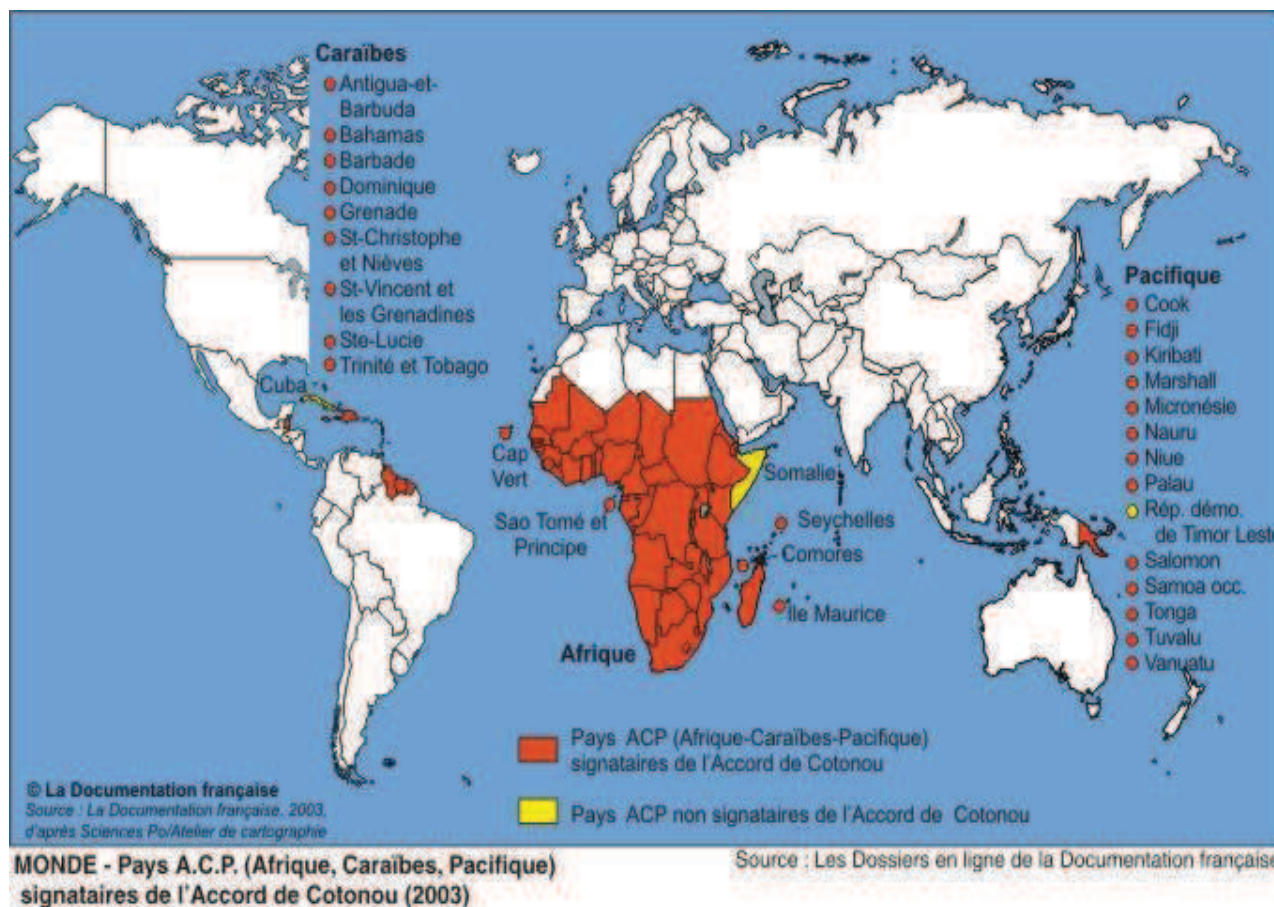 Caraïbes
Antigua-et-
Barbuda
Bahamas
Barbade
Dominique
Grenade
St-Christophe
et Nièves
St-Vincent et
les Grenadines
Ste-Lucie
Trinité et Tobago
Cuba
Pacifique
Cook
Fidji
Kiribati
Marshall
Micronésie
Nauru
Niue
Palau
Rép. démo.
de Timor Leste
Salomon
Samoa occ.
Tonga
Tuvalu
Vanuatu
Cap
Vert
Somalie
Sao Tomé et
Principe
Seychelles
Comores
Île Maurice
Afrique
Pays ACP (Afrique-Caraïbes-Pacifique)
signataires de l'Accord de Cotonou
Pays ACP non signataires de l'Accord de Cotonou
© La Documentation française
Source : La Documentation française, 2003,
d'après Sciences Po/Atelier de cartographie
MONDE - Pays A.C.P. (Afrique, Caraïbes, Pacifique)
signataires de l'Accord de Cotonou (2003)
Source : Les Dossiers en ligne de la Documentation française